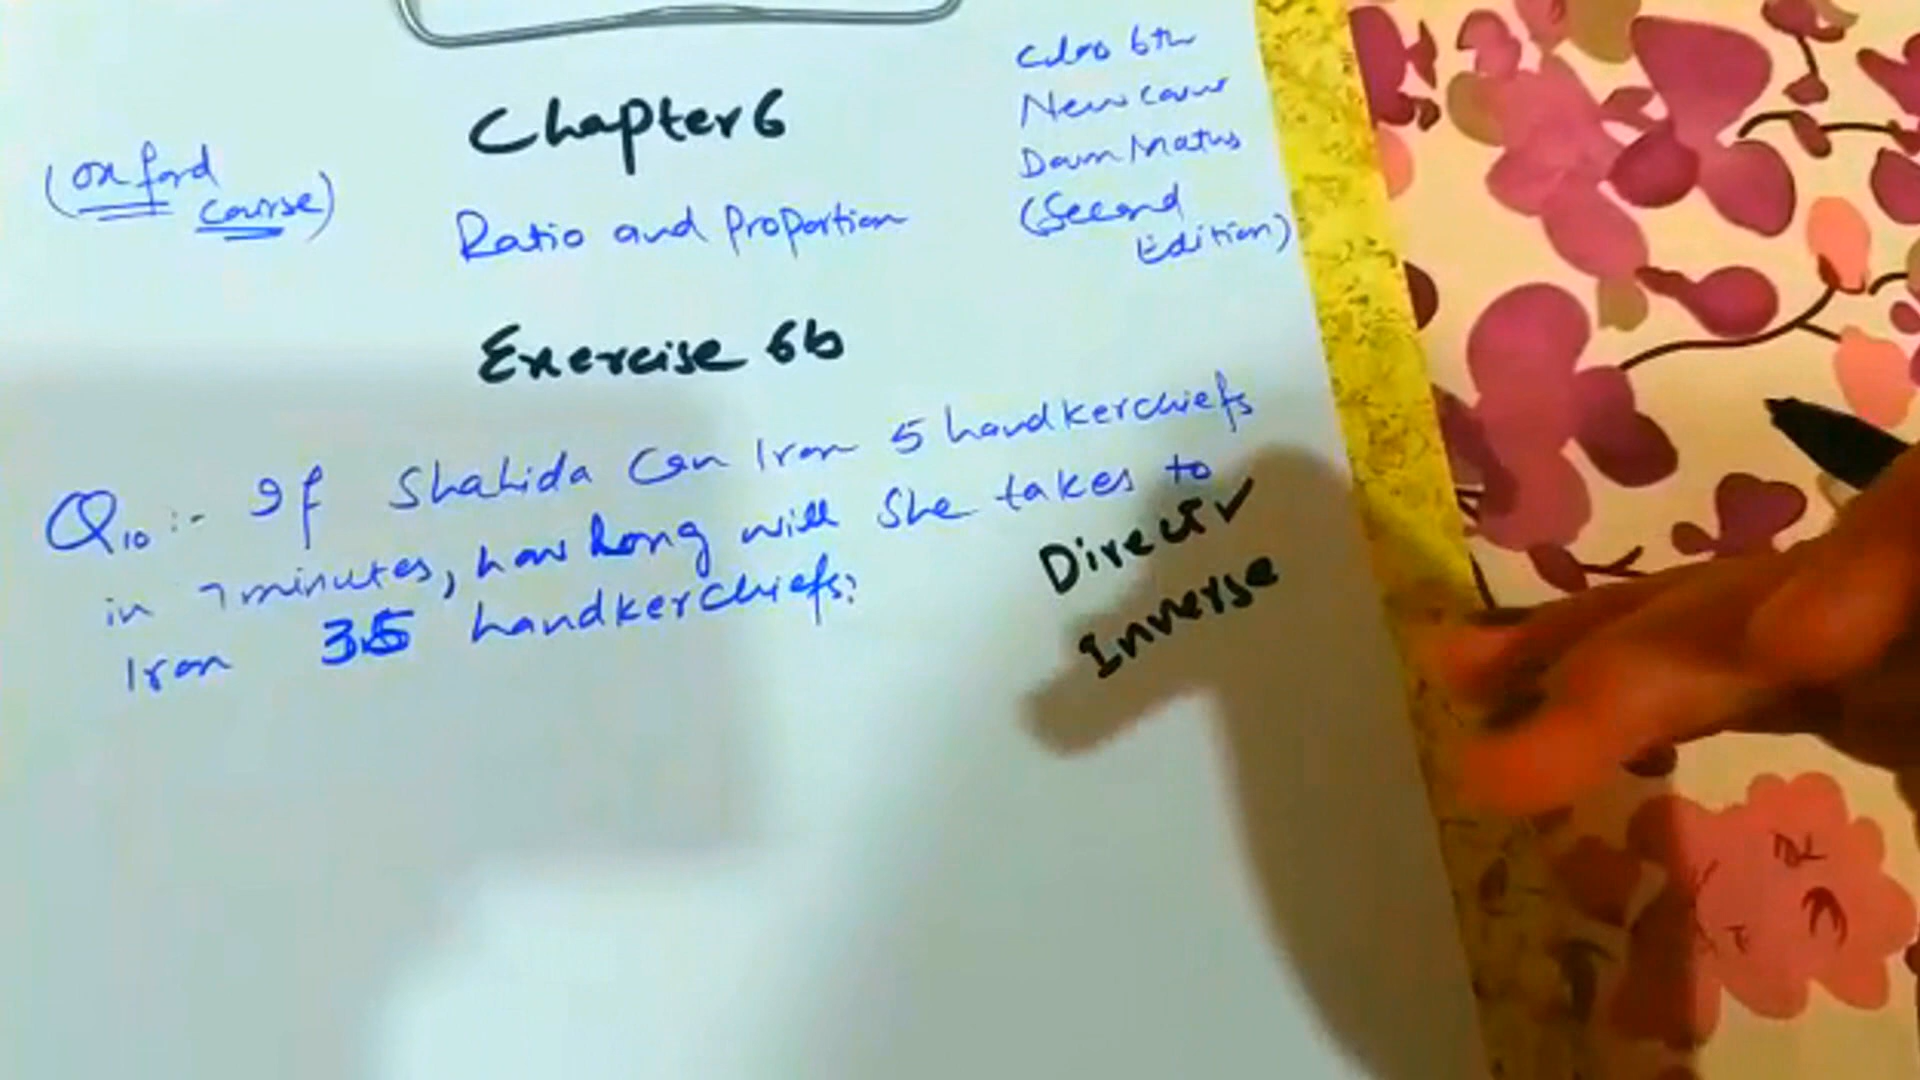 Chapter 6
(Oxford
course)
Ratio and Proportion
Class 6th
New Course
Maths
(Second
Edition)
Exercise 6b
Q10:- If Shahida Can Iron 5 handkerchiefs
in 7 minutes, how long will She takes to
Iron 35 handkerchiefs?
Direct ✓
Inverse